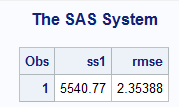 The SAS System
Obs ss1 rmse
1 5540.77 2.35388